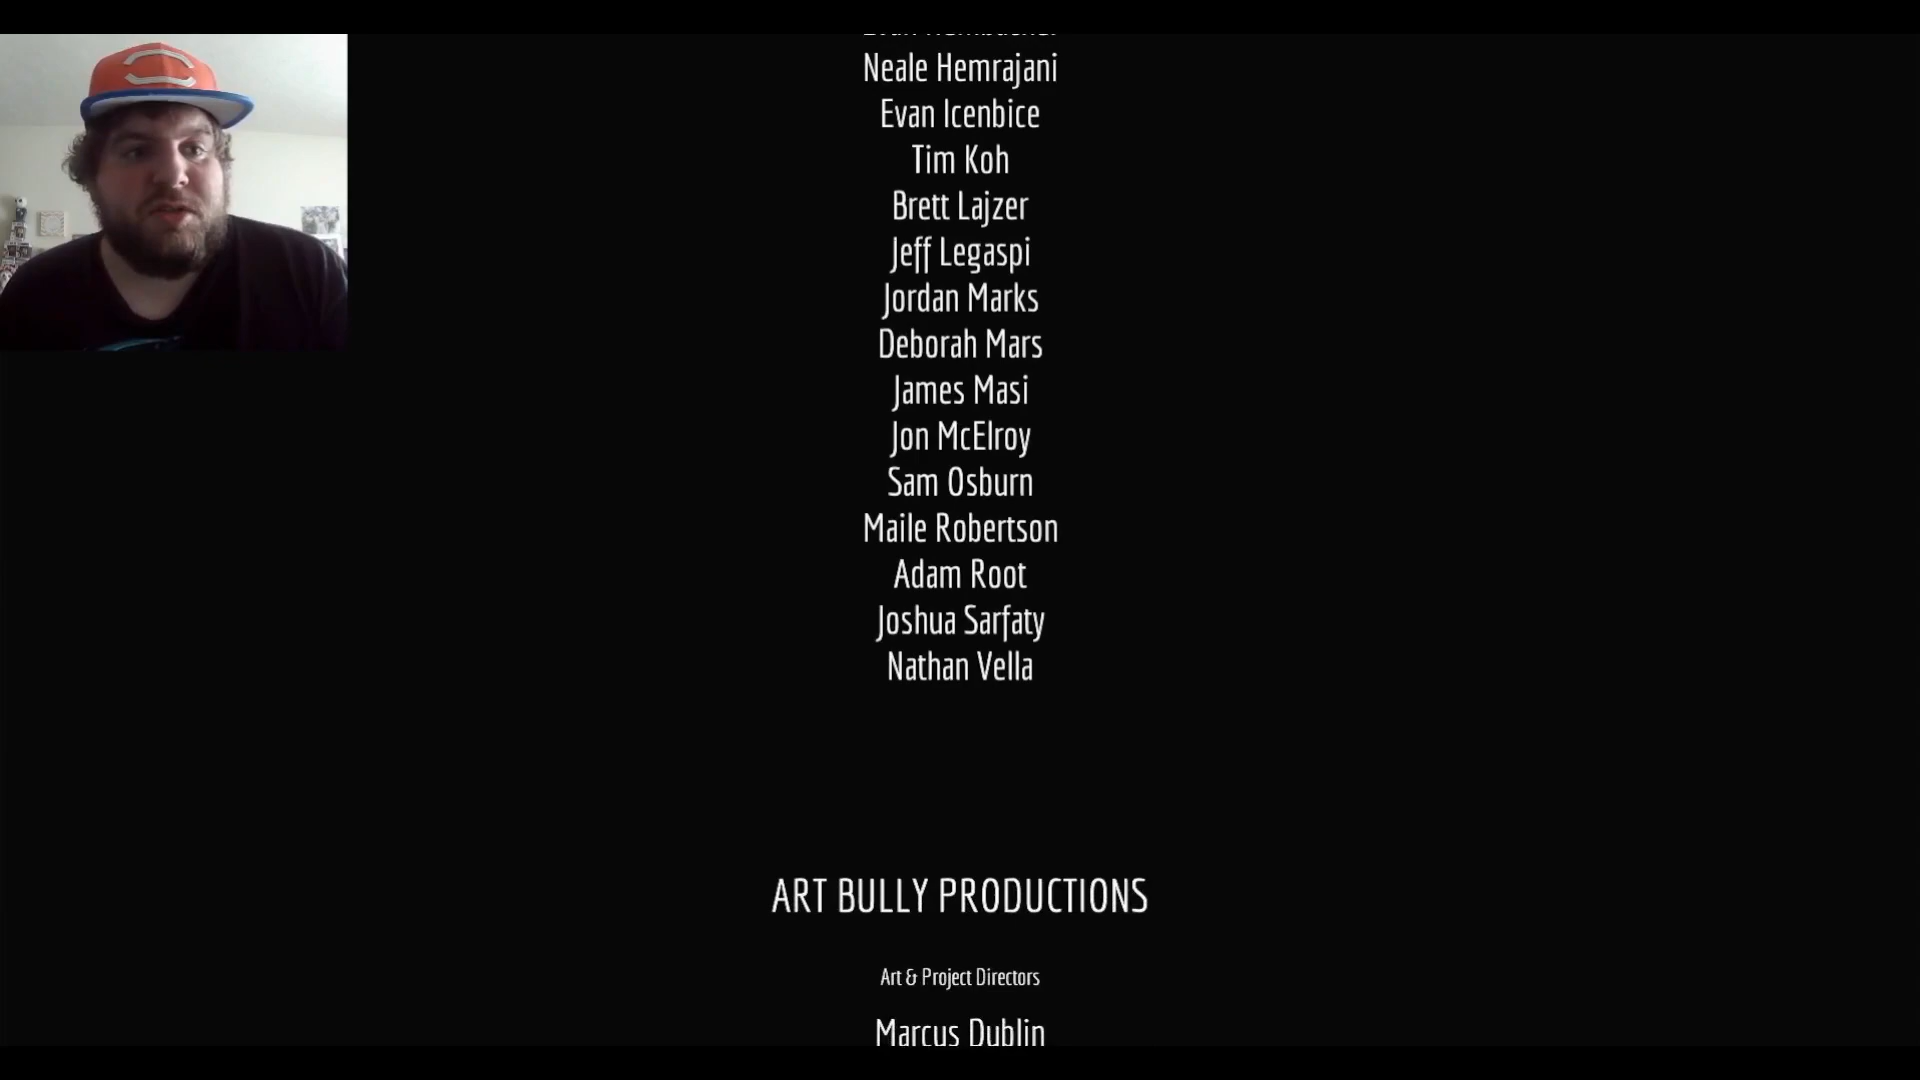 Neale Hemrajani
Evan Icenbice
Tim Koh
Brett Lajzer
Jeff Legaspi
Jordan Marks
Deborah Mars
James Masi
Jon McElroy
Sam Osburn
Maile Robertson
Adam Root
Joshua Sarfaty
Nathan Vella
ART BULLY PRODUCTIONS
Art & Project Directors
Marcus Dublin